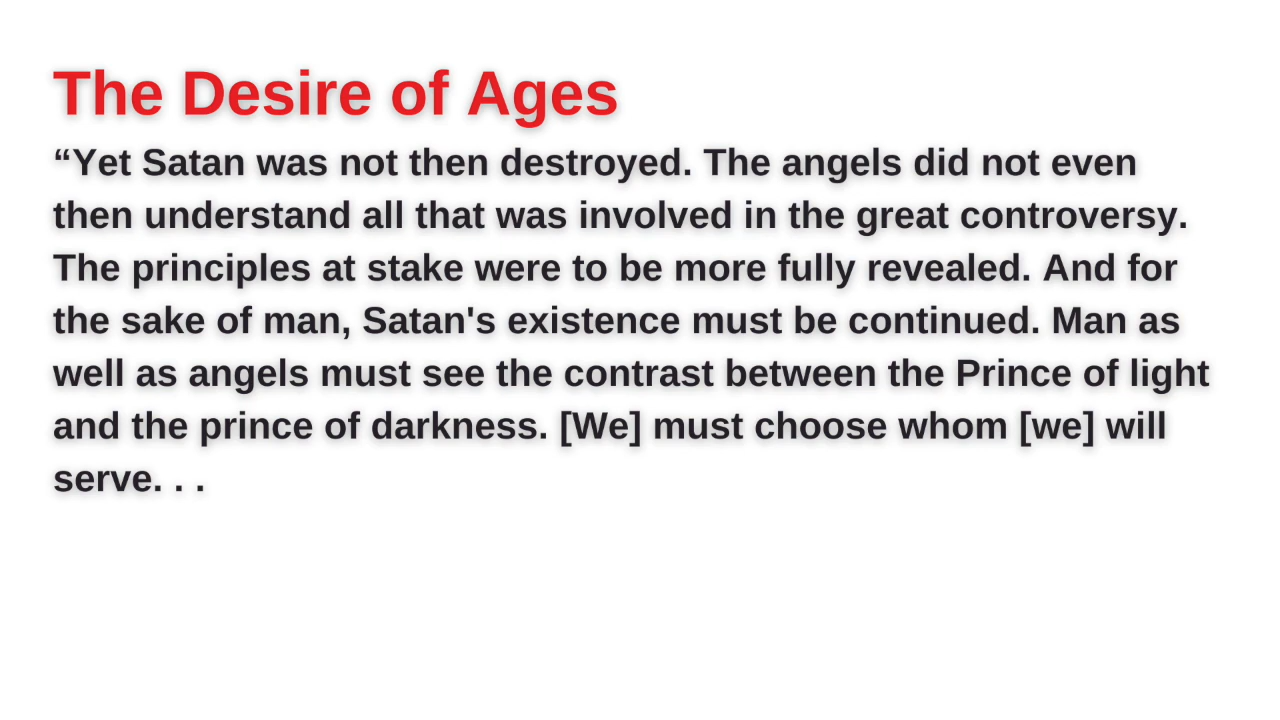 The Desire of Ages
“Yet Satan was not then destroyed. The angels did not even
then understand all that was involved in the great controversy.
The principles at stake were to be more fully revealed. And for
the sake of man, Satan's existence must be continued. Man as
well as angels must see the contrast between the Prince of light
and the prince of darkness. [We] must choose whom [we] will
serve. . .